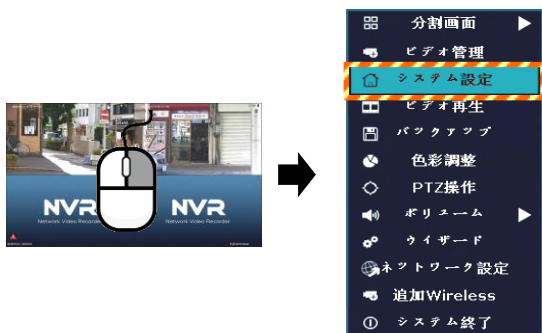 NVR
Network Video Recorder
NVR
Network Video Recorder
分割画面
ビデオ管理
システム設定
ビデオ再生
バックアップ
色彩調整
PTZ操作
ボリューム
ウイザード
ネットワーク設定
追加Wireless
システム終了